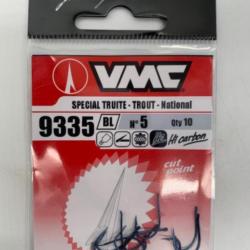 VMC
SPECIAL TRUITE - TROUT - National
9335 BL N° 5 Qty 10
Hi carbon
cut
point